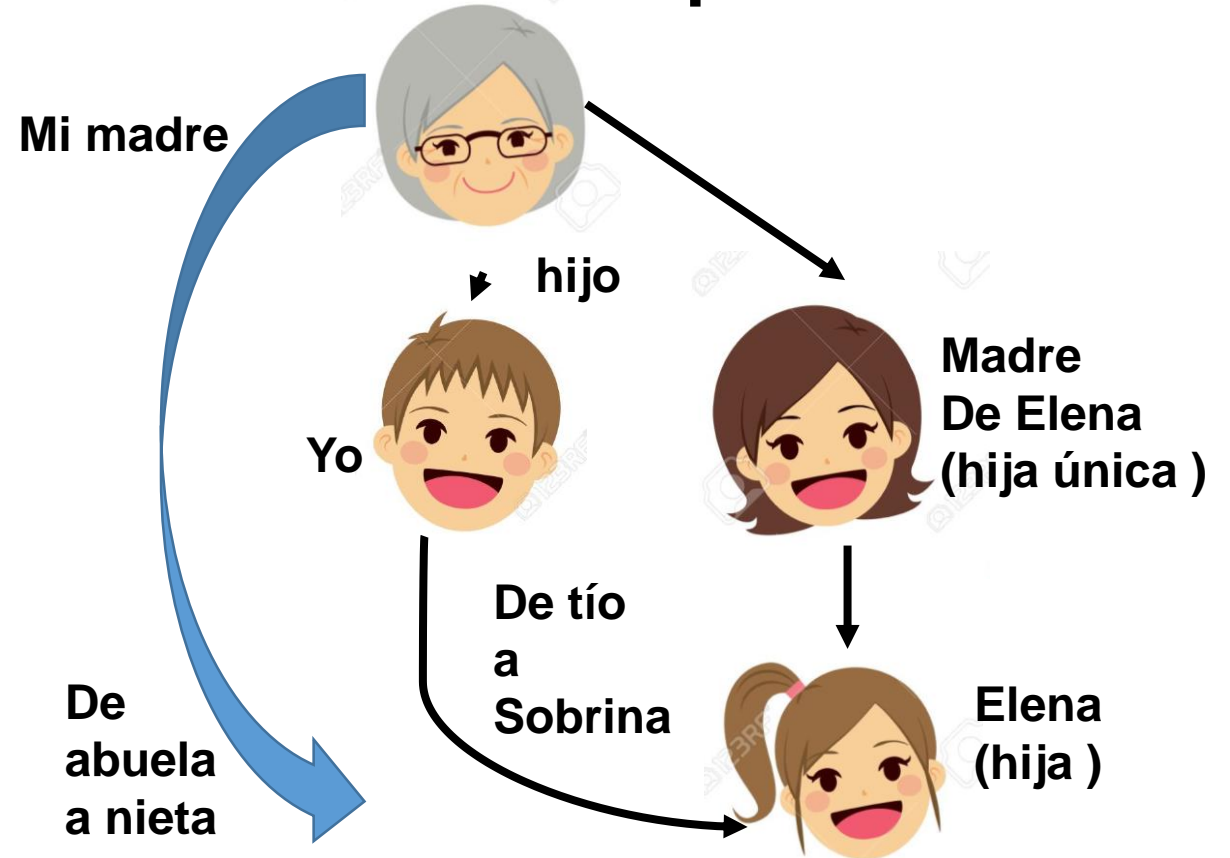 Mi madre
hijo
Yo
Madre
De Elena
(hija única )
De tío
a
Sobrina
De
abuela
a nieta
Elena
(hija )